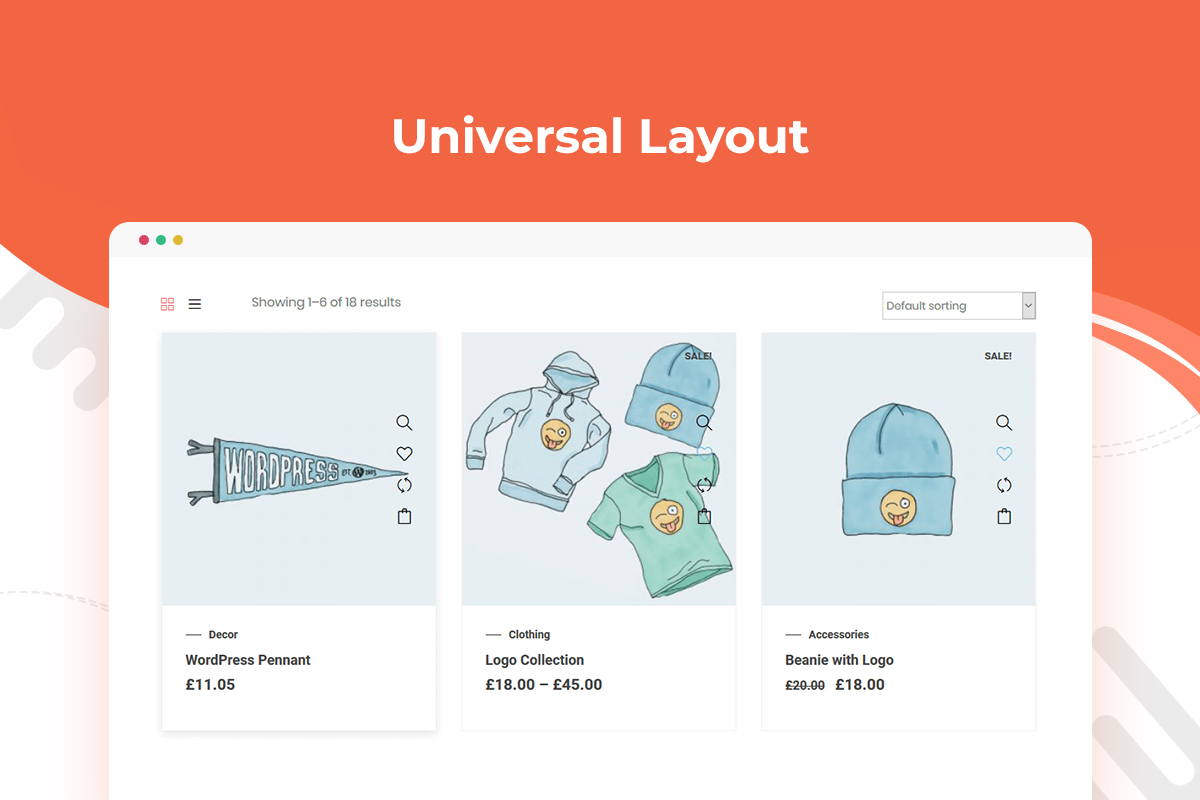 Universal Layout
Showing 1–6 of 18 results
Default sorting
WORDPRESS EST. 2003
SALE!
SALE!
Decor
Clothing
Accessories
WordPress Pennant
Logo Collection
Beanie with Logo
£11.05
£18.00 – £45.00
£20.00 £18.00